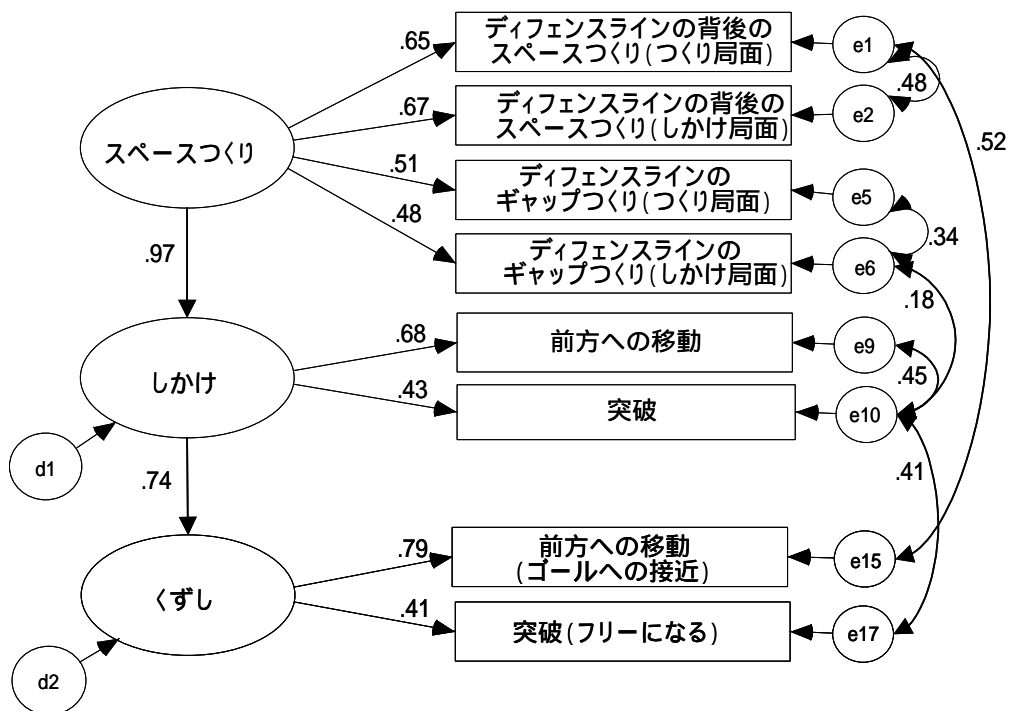 ディフェンスラインの背後の
スペースつくり(つくり局面)
e1
.65
.48
ディフェンスラインの背後の
スペースつくり(しかけ局面)
e2
.67
.52
スペースつくり
ディフェンスラインの
ギャップつくり(つくり局面)
e5
.51
.34
ディフェンスラインの
ギャップつくり(しかけ局面)
e6
.48
.18
.97
前方への移動
e9
.68
.45
しかけ
突破
e10
.43
.41
d1
.74
前方への移動
(ゴールへの接近)
e15
.79
くずし
突破(フリーになる)
e17
.41
d2